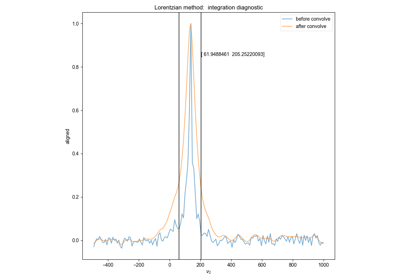 Lorentzian method: integration diagnostic
before convolve
after convolve
[ 61.9488461 205.25220093]
aligned
1.0
0.8
0.6
0.4
0.2
0.0
−400 −200 0 200 400 600 800 1000
ν₂